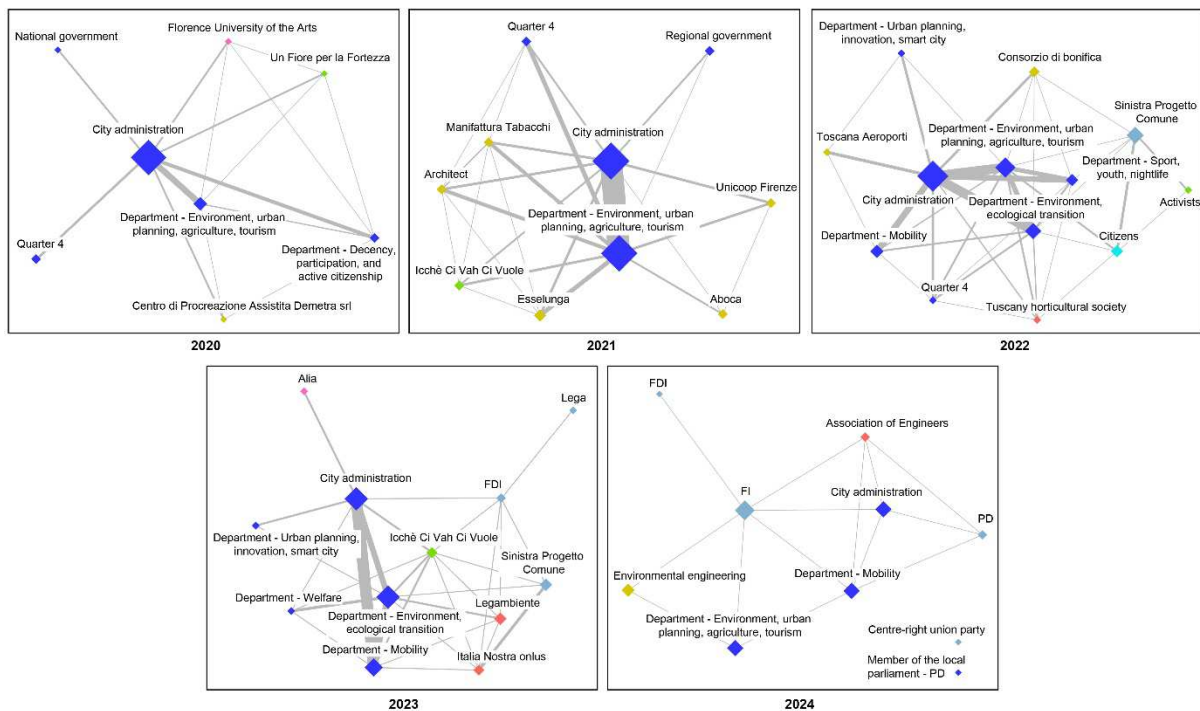 Florence University of the Arts
National government
Un Fiore per la Fortezza
City administration
Department - Environment, urban
planning, agriculture, tourism
Quarter 4
Department - Decency,
participation, and
active citizenship
Centro di Procreazione Assistita Demetra srl
2020
Quarter 4
Regional government
Manifattura Tabacchi
City administration
Architect
Unicoop Firenze
Department - Environment, urban
planning, agriculture, tourism
Icchè Ci Vah Ci Vuole
Esselunga
Aboca
2021
Department - Urban planning,
innovation, smart city
Consorzio di bonifica
Sinistra Progetto
Comune
Toscana Aeroporti
Department - Environment, urban
planning, agriculture, tourism
Department - Sport,
youth, nightlife
City administration
Department - Environment,
ecological transition
Activists
Department - Mobility
Citizens
Quarter 4
Tuscany horticultural society
2022
Alia
Lega
City administration
FDI
Department - Urban planning,
innovation, smart city
Icchè Ci Vah Ci Vuole
Sinistra Progetto
Comune
Department - Welfare
Legambiente
Department - Environment,
ecological transition
Department - Mobility
Italia Nostra onlus
2023
FDI
Association of Engineers
FI
City administration
PD
Environmental engineering
Department - Mobility
Department - Environment, urban
planning, agriculture, tourism
Centre-right union party
Member of the local
parliament - PD
2024